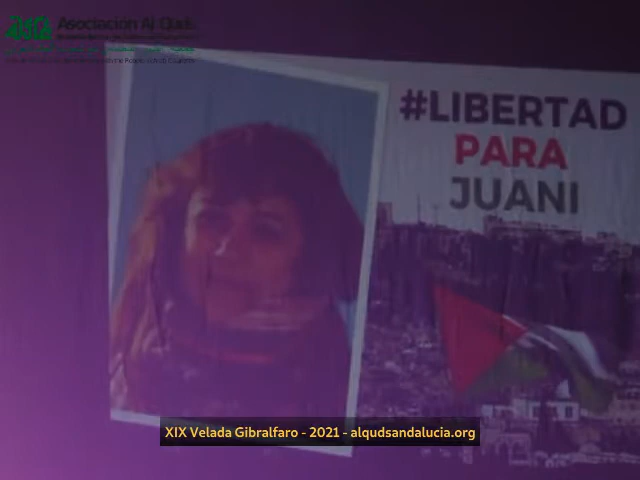 Asociación Al Quds
#LIBERTAD
PARA
JUANI
XIX Velada Gibralfaro - 2021 - alqudsandalucia.org